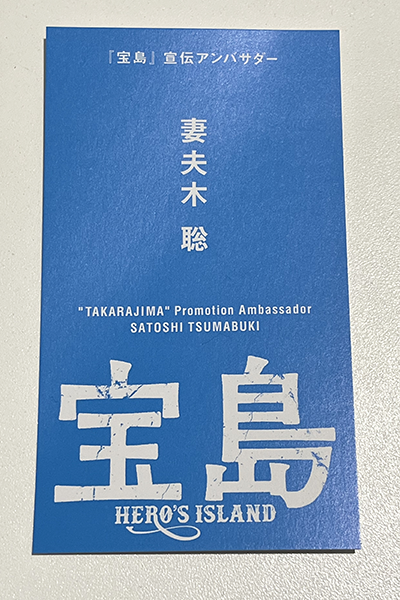 『宝島』宣伝アンバサダー
妻夫木 聡
"TAKARAJIMA" Promotion Ambassador
SATOSHI TSUMABUKI
宝島
HERO'S ISLAND